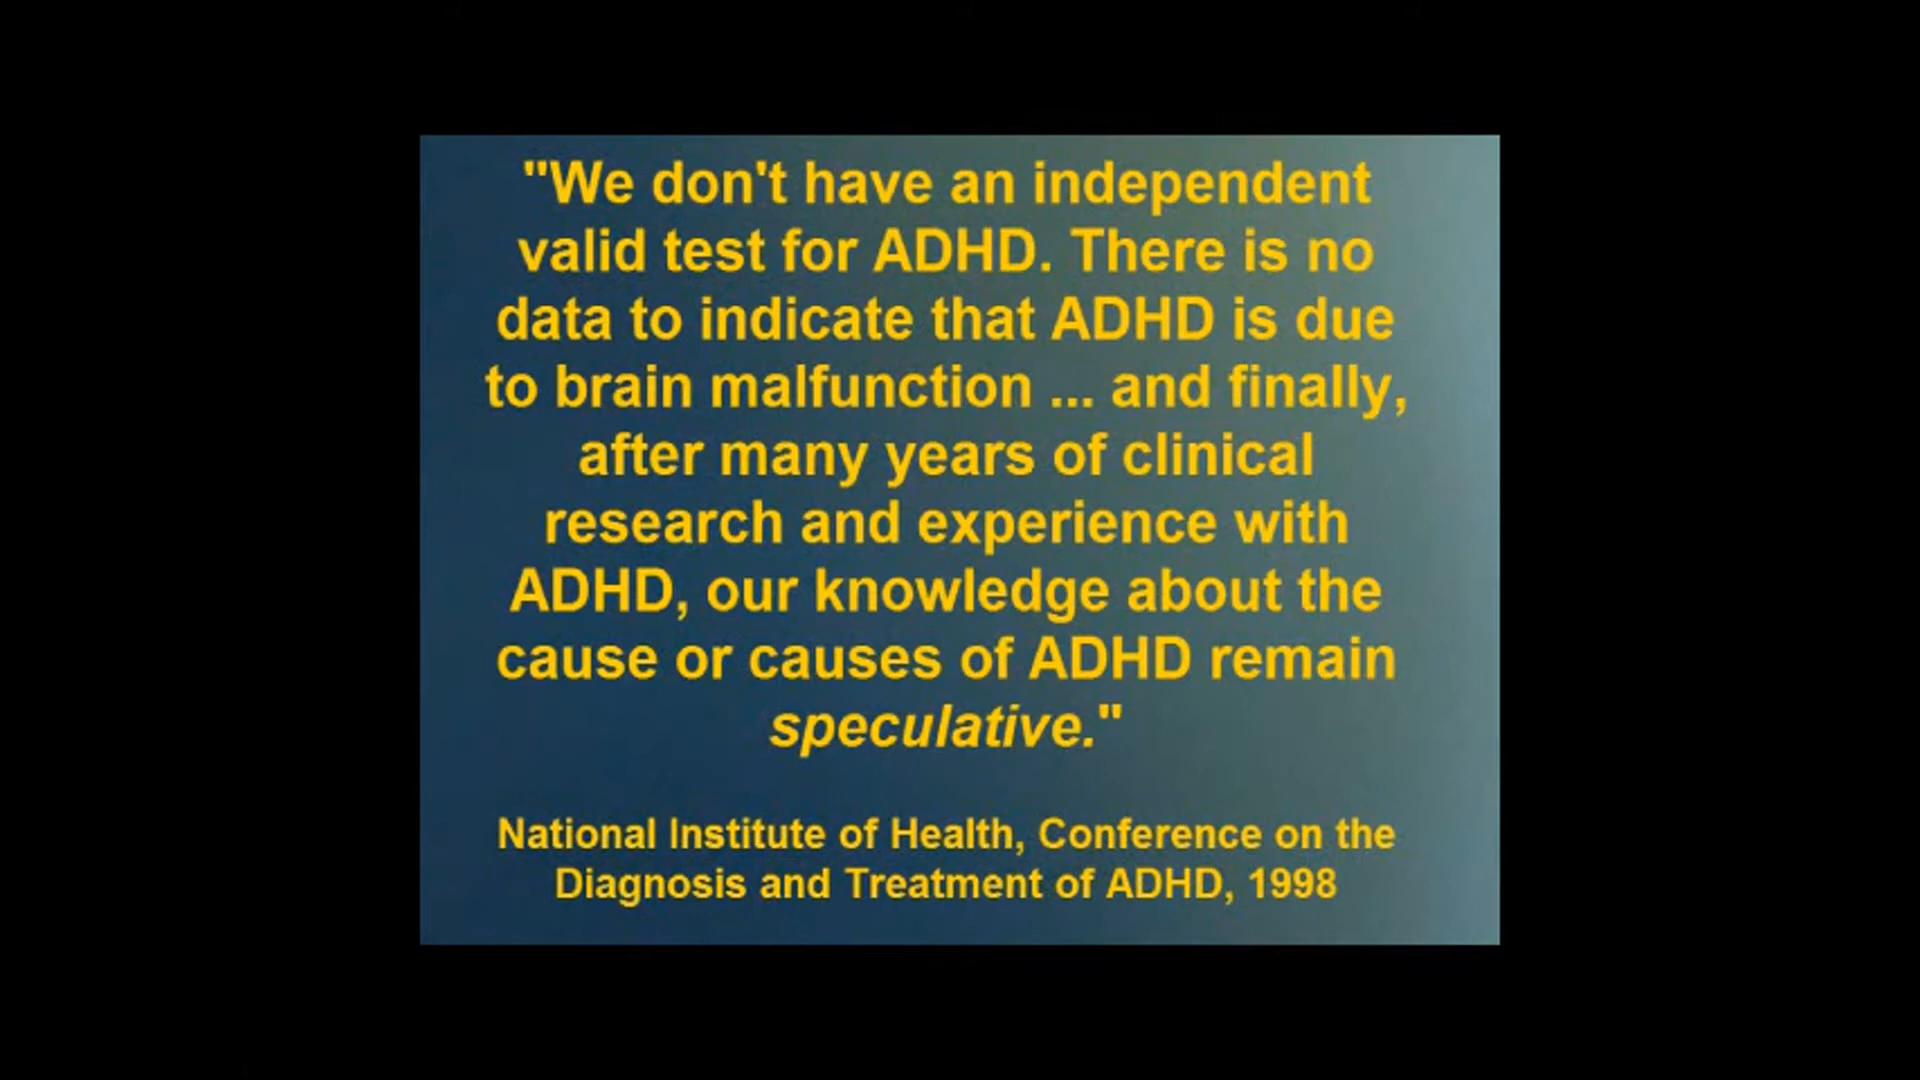 "We don't have an independent
valid test for ADHD. There is no
data to indicate that ADHD is due
to brain malfunction ... and finally,
after many years of clinical
research and experience with
ADHD, our knowledge about the
cause or causes of ADHD remain
speculative."
National Institute of Health, Conference on the
Diagnosis and Treatment of ADHD, 1998